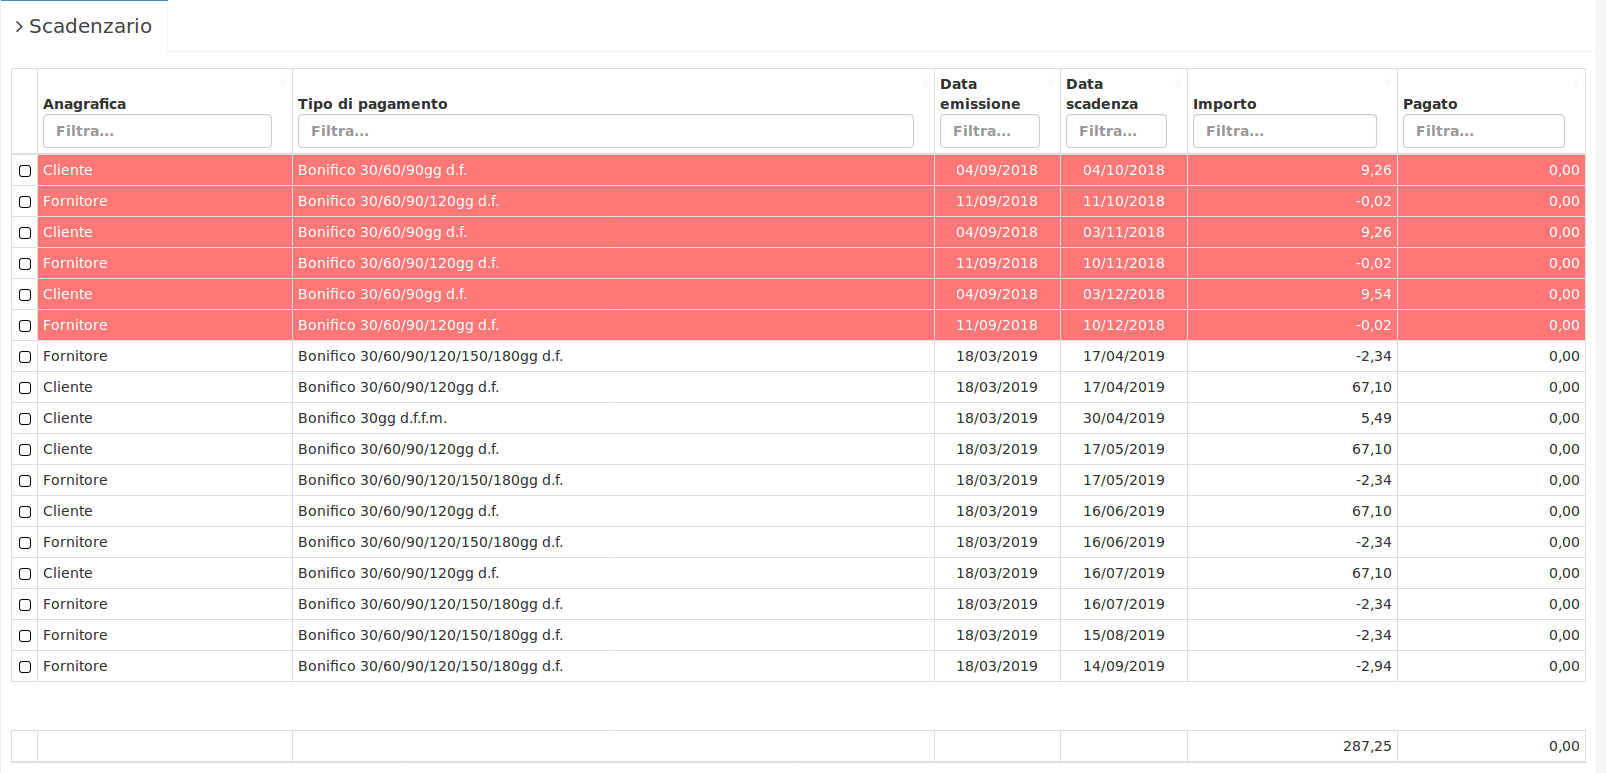 Scadenzario
Anagrafica Tipo di pagamento Data emissione Data scadenza Importo Pagato
Filtra... Filtra... Filtra... Filtra... Filtra... Filtra...
Cliente Bonifico 30/60/90gg d.f. 04/09/2018 04/10/2018 9,26 0,00
Fornitore Bonifico 30/60/90/120gg d.f. 11/09/2018 11/10/2018 -0,02 0,00
Cliente Bonifico 30/60/90gg d.f. 04/09/2018 03/11/2018 9,26 0,00
Fornitore Bonifico 30/60/90/120gg d.f. 11/09/2018 10/11/2018 -0,02 0,00
Cliente Bonifico 30/60/90gg d.f. 04/09/2018 03/12/2018 9,54 0,00
Fornitore Bonifico 30/60/90/120gg d.f. 11/09/2018 10/12/2018 -0,02 0,00
Fornitore Bonifico 30/60/90/120/150/180gg d.f. 18/03/2019 17/04/2019 -2,34 0,00
Cliente Bonifico 30/60/90/120gg d.f. 18/03/2019 17/04/2019 67,10 0,00
Cliente Bonifico 30gg d.f.f.m. 18/03/2019 30/04/2019 5,49 0,00
Cliente Bonifico 30/60/90/120gg d.f. 18/03/2019 17/05/2019 67,10 0,00
Fornitore Bonifico 30/60/90/120/150/180gg d.f. 18/03/2019 17/05/2019 -2,34 0,00
Cliente Bonifico 30/60/90/120gg d.f. 18/03/2019 16/06/2019 67,10 0,00
Fornitore Bonifico 30/60/90/120/150/180gg d.f. 18/03/2019 16/06/2019 -2,34 0,00
Cliente Bonifico 30/60/90/120gg d.f. 18/03/2019 16/07/2019 67,10 0,00
Fornitore Bonifico 30/60/90/120/150/180gg d.f. 18/03/2019 16/07/2019 -2,34 0,00
Fornitore Bonifico 30/60/90/120/150/180gg d.f. 18/03/2019 15/08/2019 -2,34 0,00
Fornitore Bonifico 30/60/90/120/150/180gg d.f. 18/03/2019 14/09/2019 -2,94 0,00
287,25 0,00